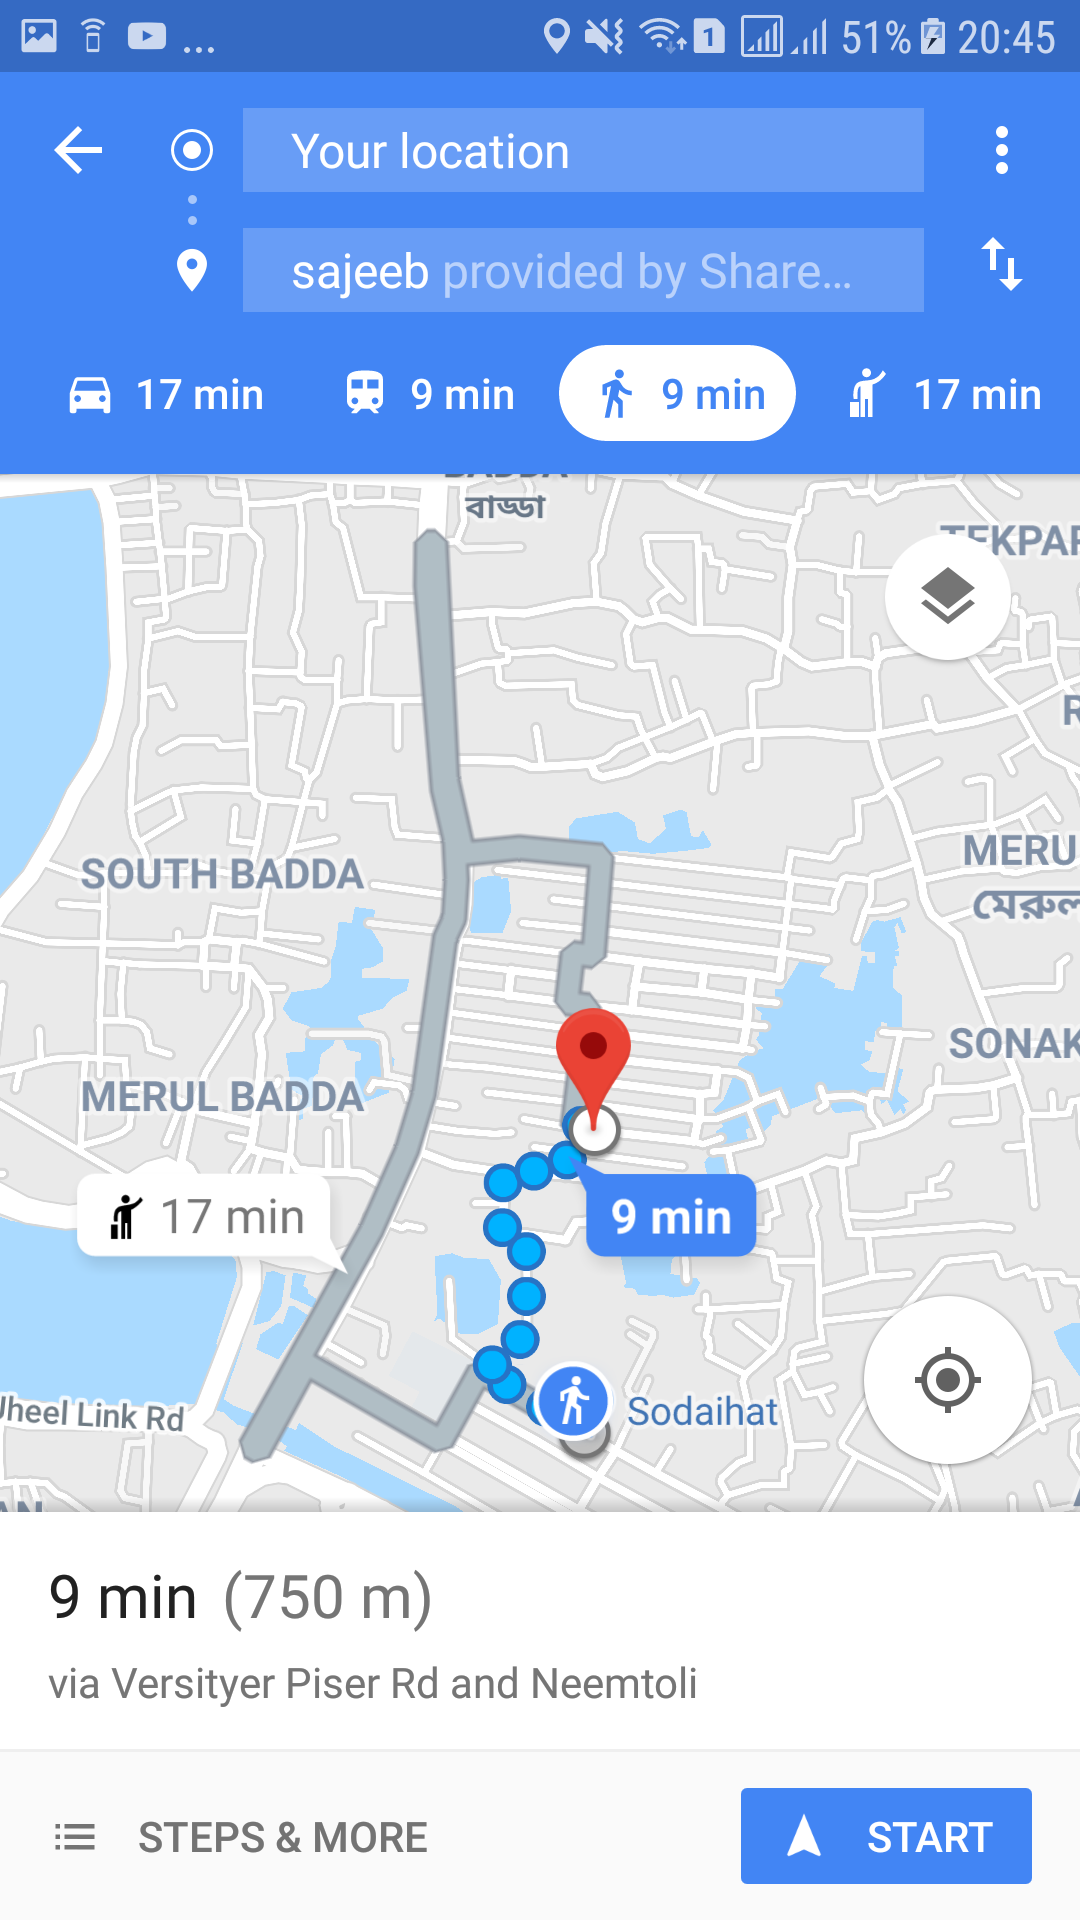 ... 1 51% 20:45
Your location
sajeeb provided by Share...
17 min 9 min 9 min 17 min
বাড্ডা
SOUTH BADDA
MERU
MERUL BADDA
SONAK
17 min
9 min
Jheel Link Rd
Sodaihat
9 min (750 m)
via Versityer Piser Rd and Neemtoli
STEPS & MORE START